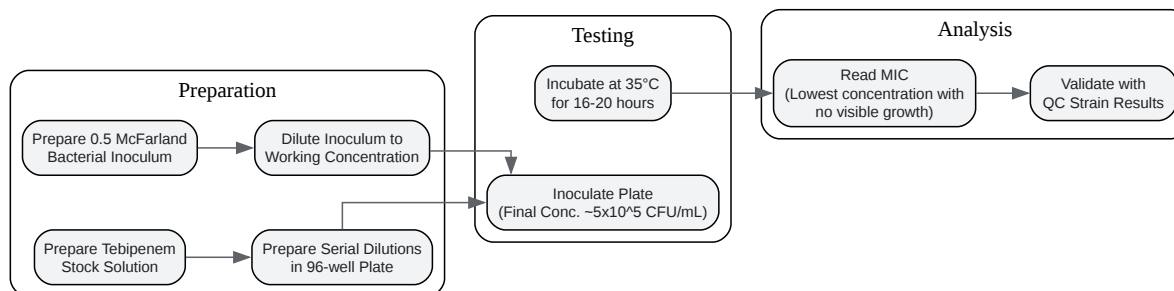 Preparation
Prepare 0.5 McFarland
Bacterial Inoculum
Dilute Inoculum to
Working Concentration
Prepare Tebipenem
Stock Solution
Prepare Serial Dilutions
in 96-well Plate
Testing
Incubate at 35°C
for 16-20 hours
Inoculate Plate
(Final Conc. ~5x10^5 CFU/mL)
Analysis
Read MIC
(Lowest concentration with
no visible growth)
Validate with
QC Strain Results